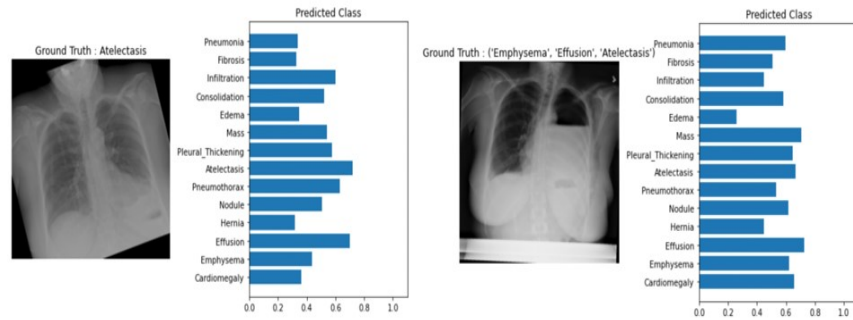 Predicted Class
Ground Truth : Atelectasis
Pneumonia
Fibrosis
Infiltration
Consolidation
Edema
Mass
Pleural_Thickening
Atelectasis
Pneumothorax
Nodule
Hernia
Effusion
Emphysema
Cardiomegaly
0.0 0.2 0.4 0.6 0.8 1.0
Predicted Class
Ground Truth : ('Emphysema', 'Effusion', 'Atelectasis')
Pneumonia
Fibrosis
Infiltration
Consolidation
Edema
Mass
Pleural_Thickening
Atelectasis
Pneumothorax
Nodule
Hernia
Effusion
Emphysema
Cardiomegaly
0.0 0.2 0.4 0.6 0.8 1.0